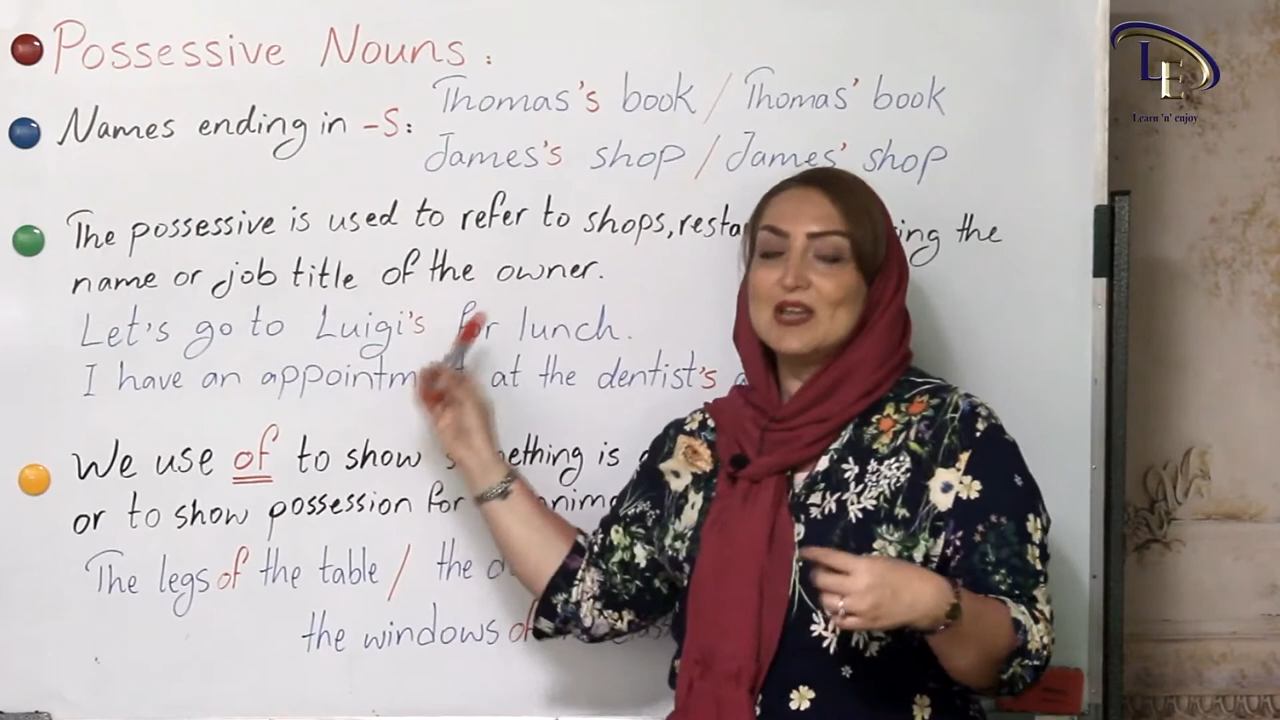 Possessive Nouns:
Names ending in -S:
Thomas's book / Thomas' book
James's shop / James' shop
The possessive is used to refer to shops, the
name or job title of the owner.
Let's go to Luigi's for lunch.
I have an appointment at the dentist's
We use of to show something is
or to show possession for
The legs of the table / the
the windows of
LE
Learn 'n' enjoy